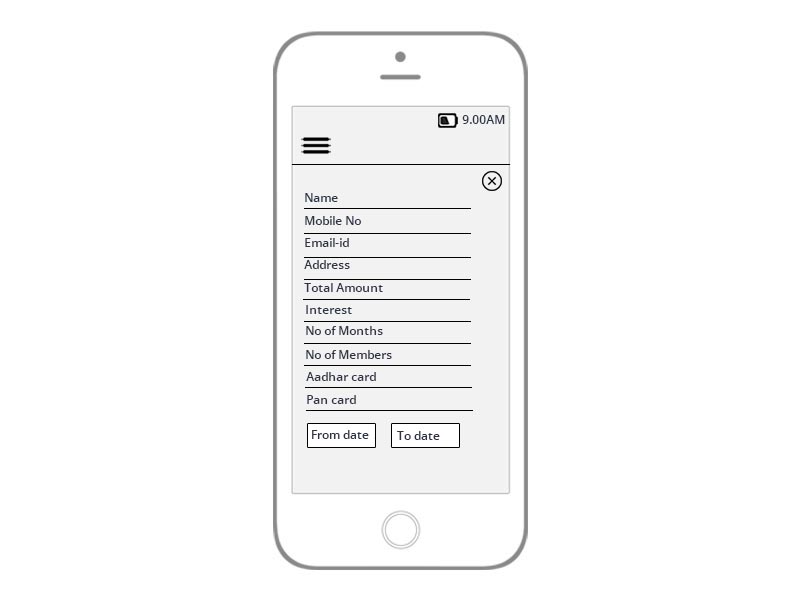 9.00AM
Name
Mobile No
Email-id
Address
Total Amount
Interest
No of Months
No of Members
Aadhar card
Pan card
From date To date